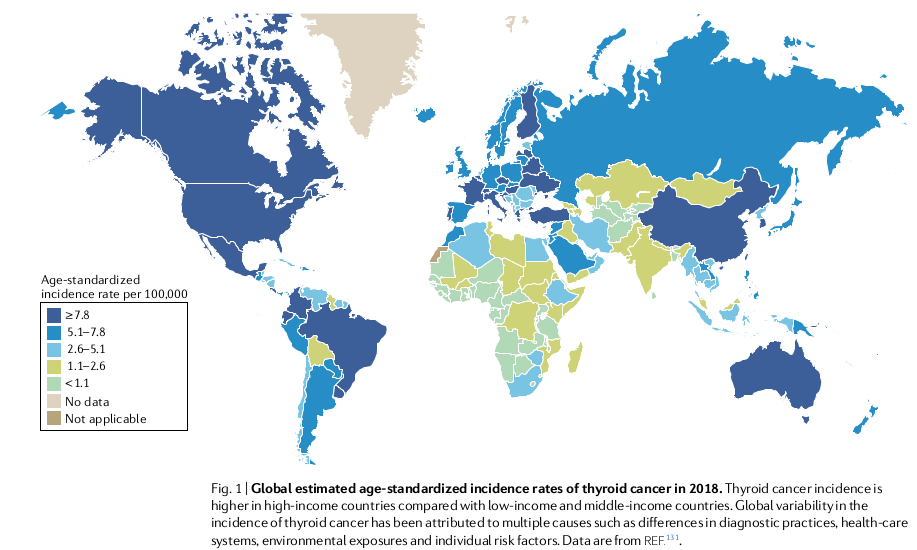 Age-standardized
incidence rate per 100,000
≥7.8
5.1–7.8
2.6–5.1
1.1–2.6
<1.1
No data
Not applicable
Fig. 1 | Global estimated age-standardized incidence rates of thyroid cancer in 2018. Thyroid cancer incidence is
higher in high-income countries compared with low-income and middle-income countries. Global variability in the
incidence of thyroid cancer has been attributed to multiple causes such as differences in diagnostic practices, health-care
systems, environmental exposures and individual risk factors. Data are from REF.131.